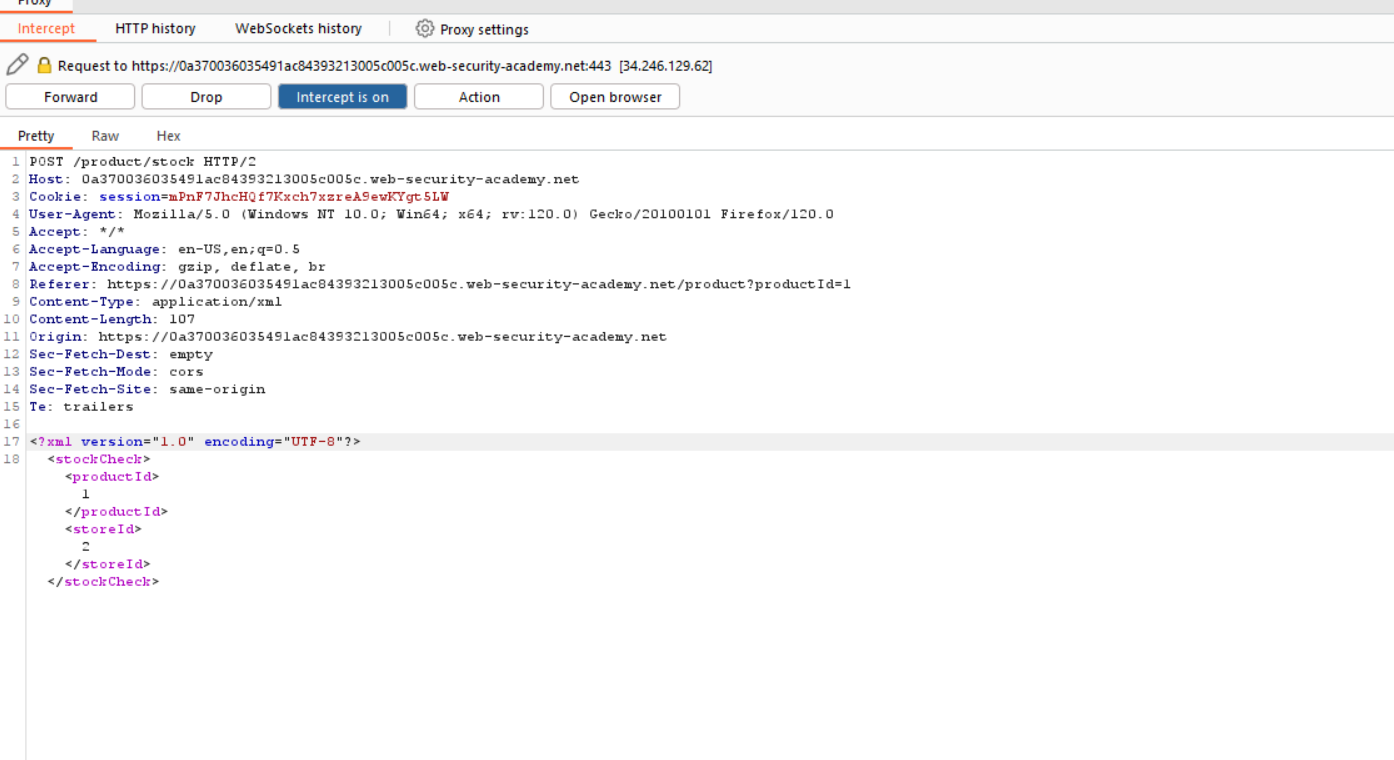 Proxy
Intercept HTTP history WebSockets history Proxy settings
Request to https://0a370036035491ac84393213005c005c.web-security-academy.net:443 [34.246.129.62]
Forward Drop Intercept is on Action Open browser
Pretty Raw Hex
1 POST /product/stock HTTP/2
2 Host: 0a370036035491ac84393213005c005c.web-security-academy.net
3 Cookie: session=mPnF7JhcHQf7Kxch7xzreA9ewKYgt5LW
4 User-Agent: Mozilla/5.0 (Windows NT 10.0; Win64; x64; rv:120.0) Gecko/20100101 Firefox/120.0
5 Accept: */*
6 Accept-Language: en-US,en;q=0.5
7 Accept-Encoding: gzip, deflate, br
8 Referer: https://0a370036035491ac84393213005c005c.web-security-academy.net/product?productId=1
9 Content-Type: application/xml
10 Content-Length: 107
11 Origin: https://0a370036035491ac84393213005c005c.web-security-academy.net
12 Sec-Fetch-Dest: empty
13 Sec-Fetch-Mode: cors
14 Sec-Fetch-Site: same-origin
15 Te: trailers
16
17 <?xml version="1.0" encoding="UTF-8"?>
18 <stockCheck>
<productId>
1
</productId>
<storeId>
2
</storeId>
</stockCheck>